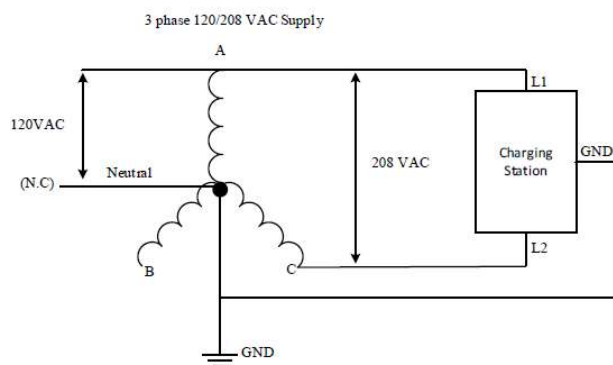 3 phase 120/208 VAC Supply
A
L1
120VAC
208 VAC
Charging
Station
GND
Neutral
(N.C)
L2
B
C
GND